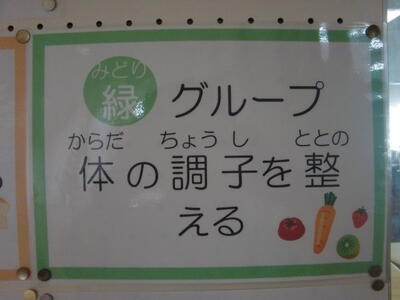 みどり
緑 グループ
からだ ちょうし ととの
体の調子を整
える